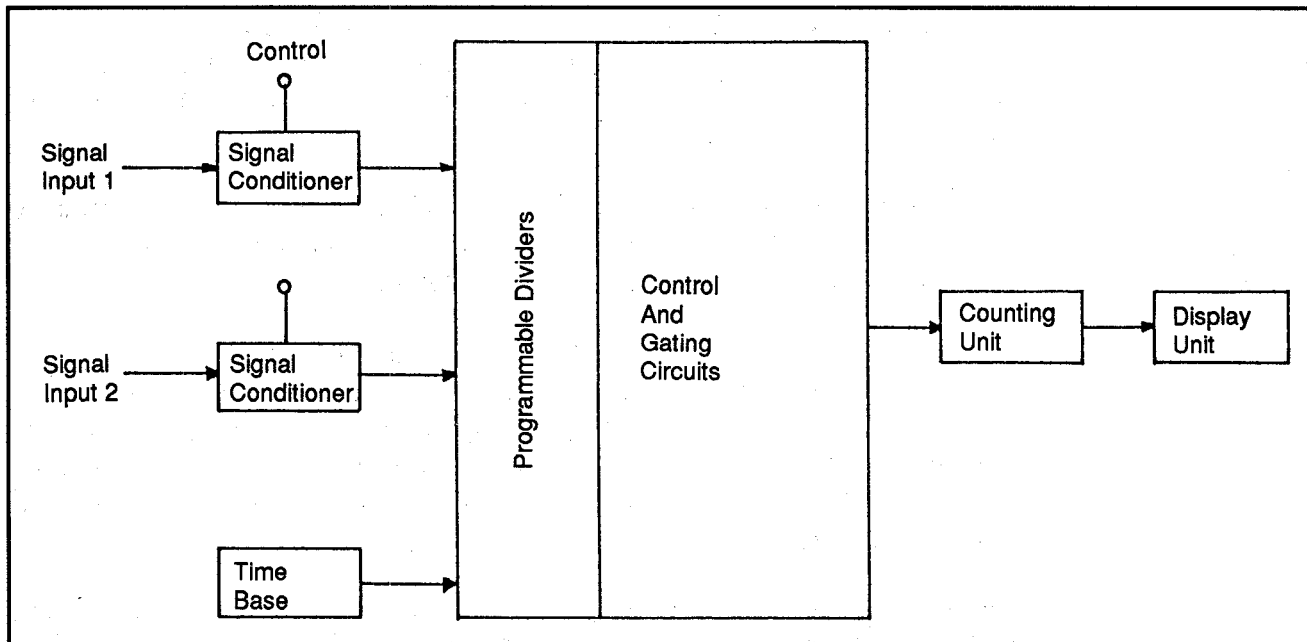 Control
Signal
Input 1
Signal
Conditioner
Signal
Input 2
Signal
Conditioner
Time
Base
Programmable Dividers
Control
And
Gating
Circuits
Counting
Unit
Display
Unit